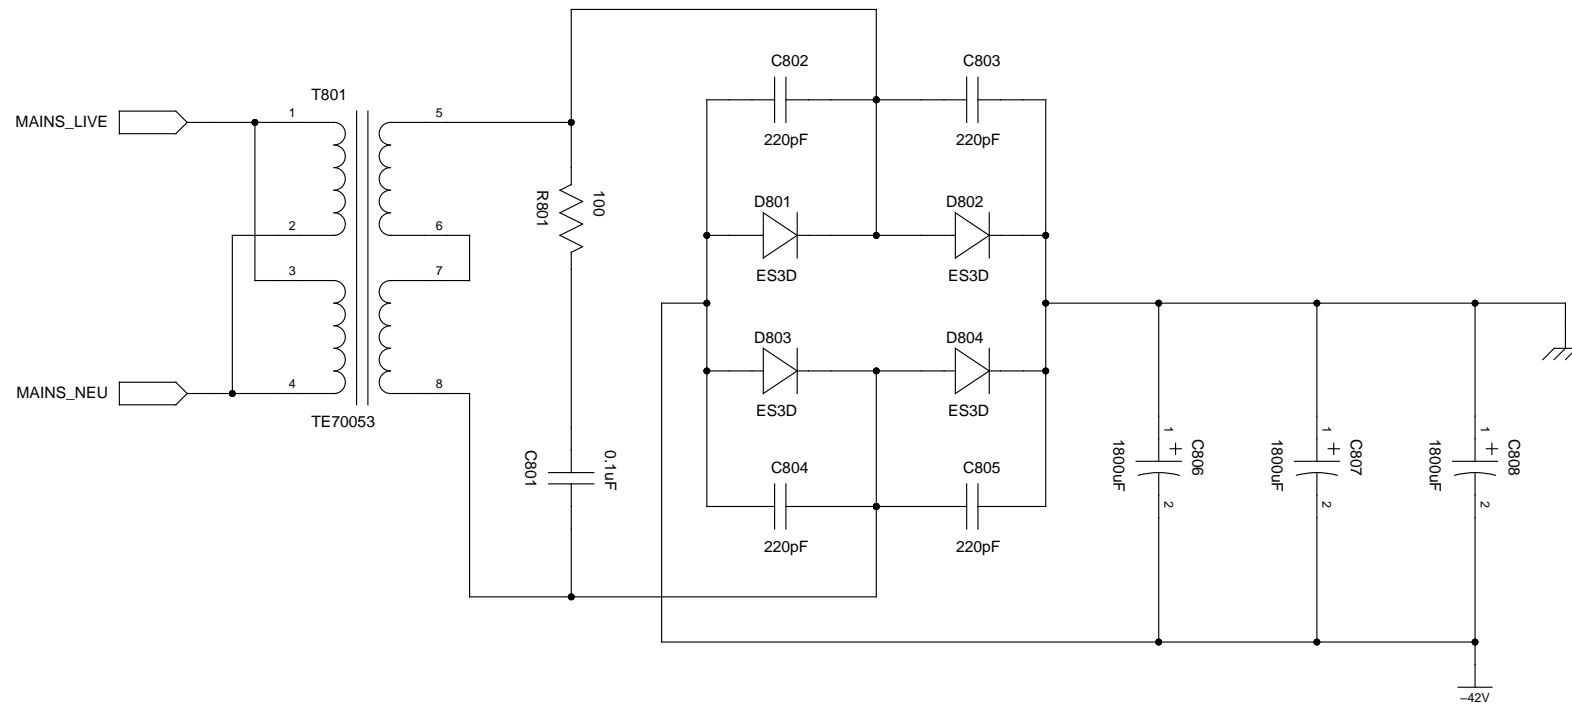 C802
C803
T801
MAINS_LIVE
1
5
220pF
220pF
100
R801
D801
D802
2
6
ES3D
ES3D
3
7
D803
D804
MAINS_NEU
4
8
ES3D
ES3D
TE70053
0.1uF
C801
C804
C805
220pF
220pF
1
+
C806
1800uF
2
1
+
C807
1800uF
2
1
+
C808
1800uF
2
–42V